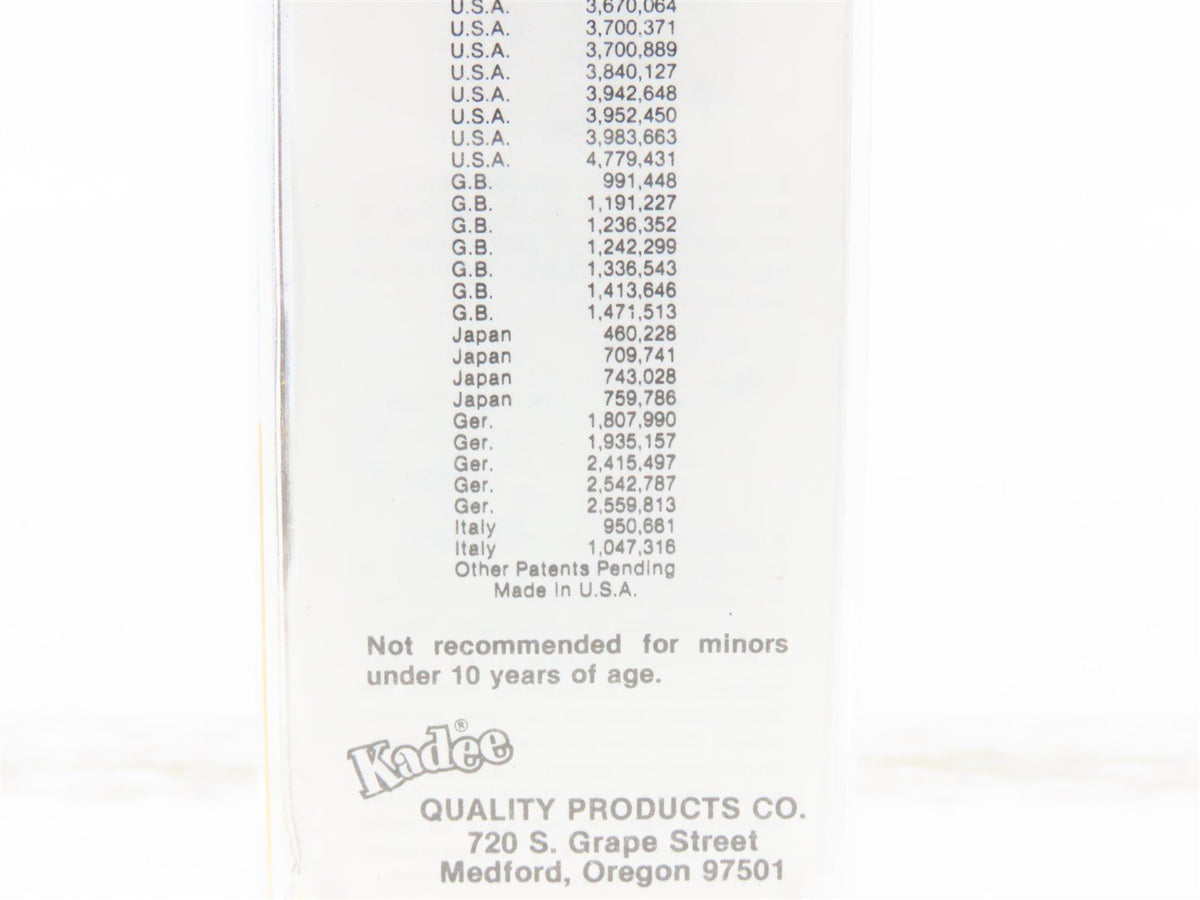 U.S.A. 3,670,064
U.S.A. 3,700,371
U.S.A. 3,700,889
U.S.A. 3,840,127
U.S.A. 3,942,648
U.S.A. 3,952,450
U.S.A. 3,983,663
U.S.A. 4,779,431
G.B. 991,448
G.B. 1,191,227
G.B. 1,236,352
G.B. 1,242,299
G.B. 1,336,543
G.B. 1,413,646
G.B. 1,471,513
Japan 460,228
Japan 709,741
Japan 743,028
Japan 759,786
Ger. 1,807,990
Ger. 1,935,157
Ger. 2,415,497
Ger. 2,542,787
Ger. 2,559,813
Italy 950,661
Italy 1,047,316
Other Patents Pending
Made in U.S.A.
Not recommended for minors
under 10 years of age.
Kadee®
QUALITY PRODUCTS CO.
720 S. Grape Street
Medford, Oregon 97501